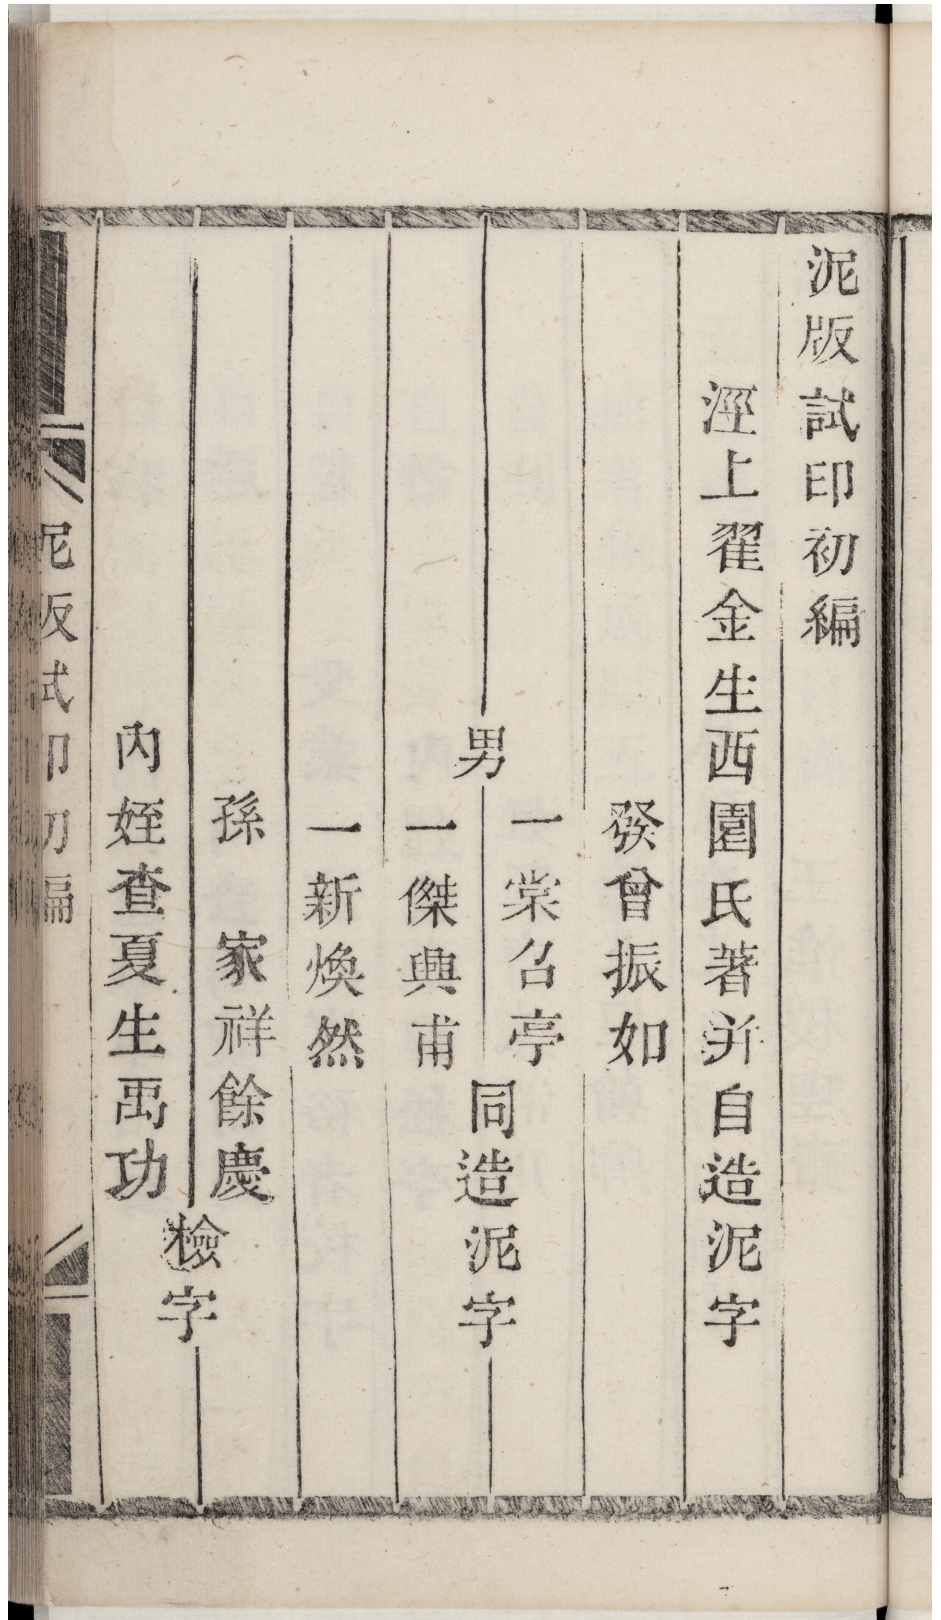 泥版試印初編
涇上翟金生西園氏著并自造泥字
發曾振如
一棠召亭
男
同造泥字
一傑興甫
一新煥然
孫 家祥餘慶
內姪查夏生禹功
檢字
泥版試印初編